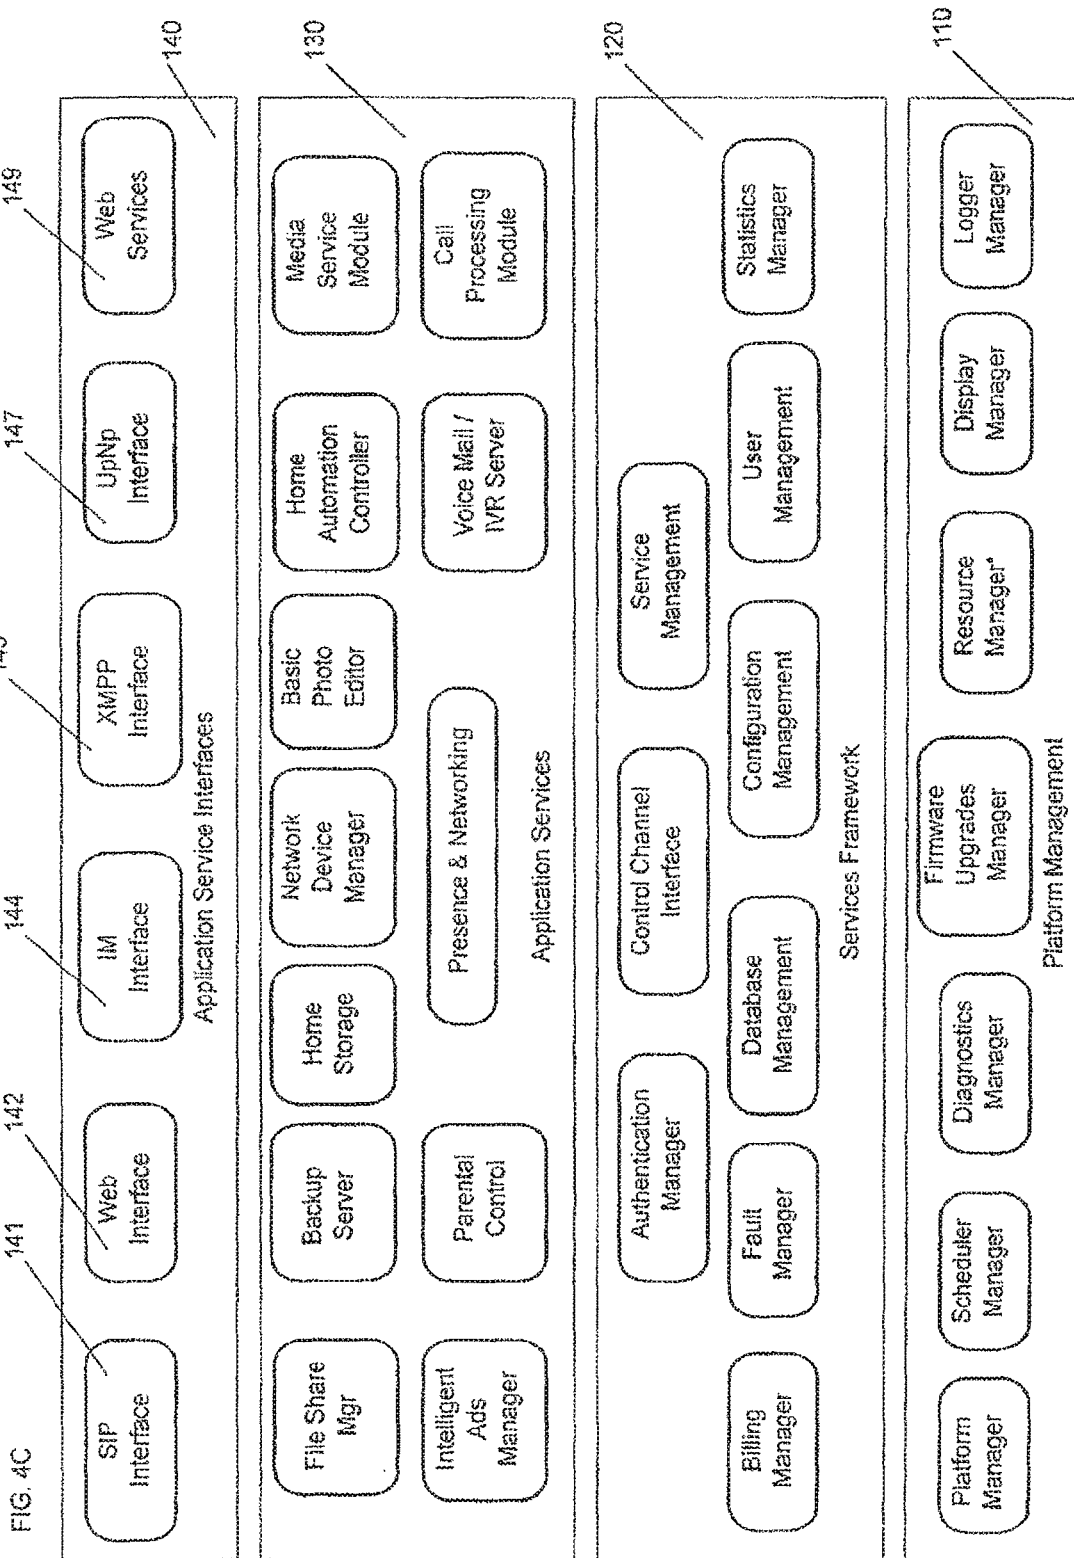 FIG. 4C
141
142
144
147
149
SIP
Interface
Web
Interface
IM
Interface
XMPP
Interface
UpNp
Interface
Web
Services
Application Service Interfaces
140
File Share
Mgr
Backup
Server
Home
Storage
Network
Device
Manager
Basic
Photo
Editor
Home
Automation
Controller
Media
Service
Module
Intelligent
Ads
Manager
Parental
Control
Presence & Networking
Voice Mail /
IVR Server
Call
Processing
Module
Application Services
130
Authentication
Manager
Control Channel
Interface
Service
Management
Billing
Manager
Fault
Manager
Database
Management
Configuration
Management
User
Management
Statistics
Manager
Services Framework
120
Platform
Manager
Scheduler
Manager
Diagnostics
Manager
Firmware
Upgrades
Manager
Resource
Manager*
Display
Manager
Logger
Manager
Platform Management
110